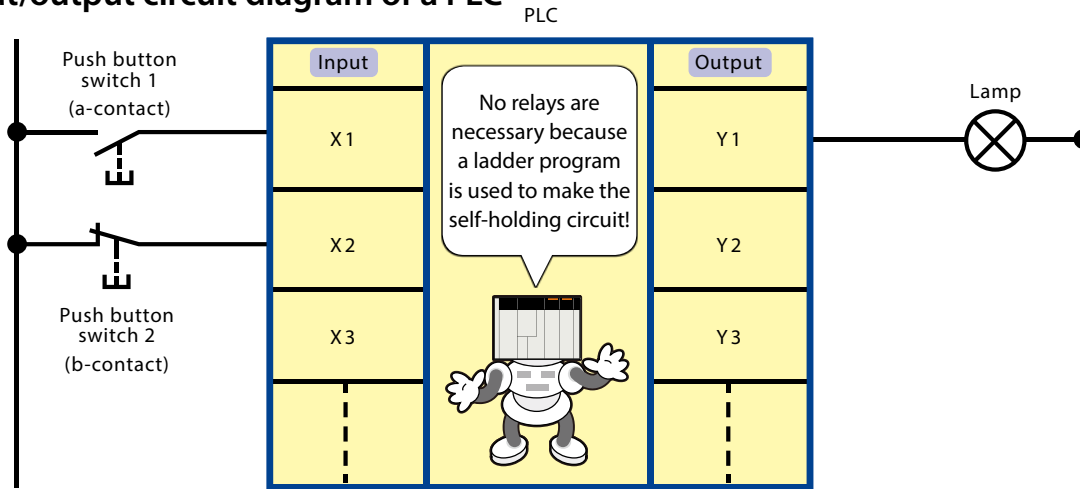 t/output circuit diagram of a PLC
PLC
Push button
switch 1
(a-contact)
Input
Output
Lamp
No relays are
necessary because
a ladder program
is used to make the
self-holding circuit!
X1
Y1
X2
Y2
Push button
switch 2
(b-contact)
X3
Y3